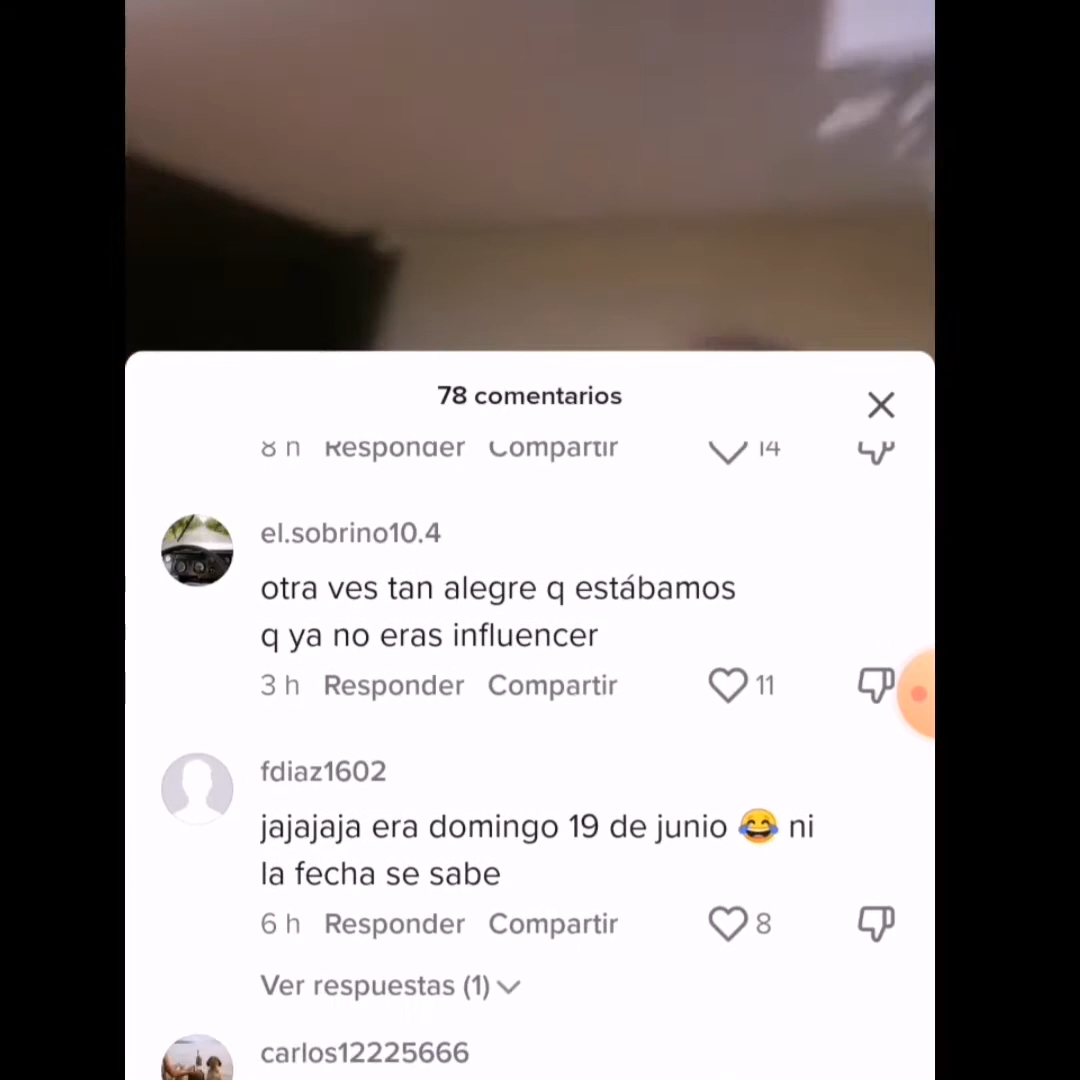 78 comentarios
8 h Responder Compartir 14
el.sobrino10.4
otra ves tan alegre q estábamos
q ya no eras influencer
3 h Responder Compartir 11
fdiaz1602
jajajaja era domingo 19 de junio 😂 ni
la fecha se sabe
6 h Responder Compartir 8
Ver respuestas (1)
carlos12225666